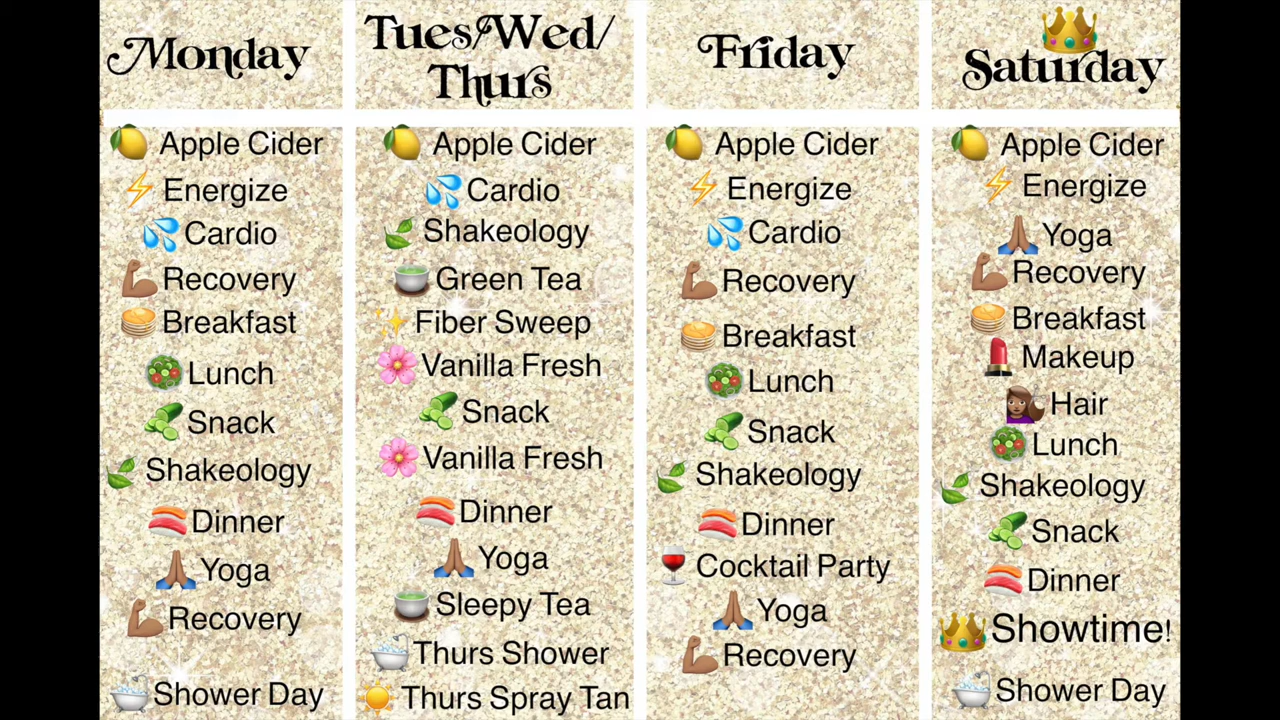 Monday
Apple Cider
Energize
Cardio
Recovery
Breakfast
Lunch
Snack
Shakeology
Dinner
Yoga
Recovery
Shower Day
Tues/Wed/
Thurs
Apple Cider
Cardio
Shakeology
Green Tea
Fiber Sweep
Vanilla Fresh
Snack
Vanilla Fresh
Dinner
Yoga
Sleepy Tea
Thurs Shower
Thurs Spray Tan
Friday
Apple Cider
Energize
Cardio
Recovery
Breakfast
Lunch
Snack
Shakeology
Dinner
Cocktail Party
Yoga
Recovery
Saturday
Apple Cider
Energize
Yoga
Recovery
Breakfast
Makeup
Hair
Lunch
Shakeology
Snack
Dinner
Showtime!
Shower Day